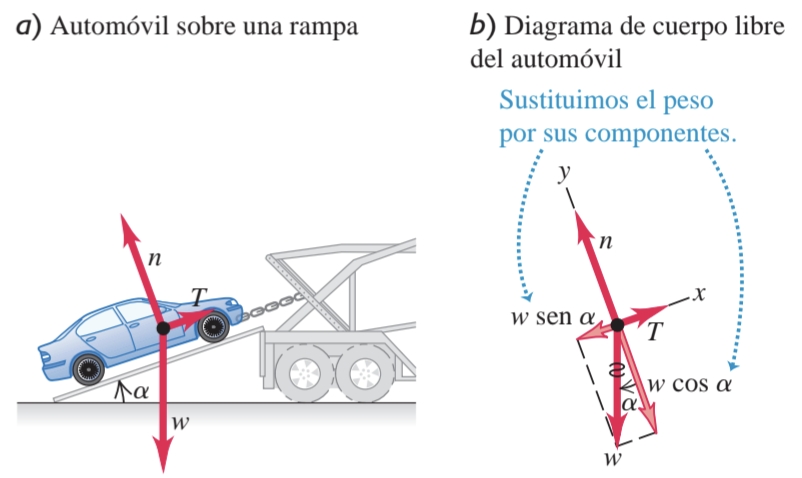 a) Automóvil sobre una rampa
n
T
α
w
b) Diagrama de cuerpo libre
del automóvil
Sustituimos el peso
por sus componentes.
y
n
x
w sen α
T
w cos α
α
w